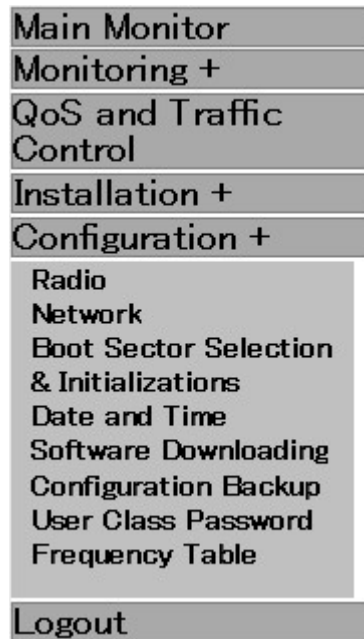 Main Monitor
Monitoring +
QoS and Traffic
Control
Installation +
Configuration +
Radio
Network
Boot Sector Selection
& Initializations
Date and Time
Software Downloading
Configuration Backup
User Class Password
Frequency Table
Logout